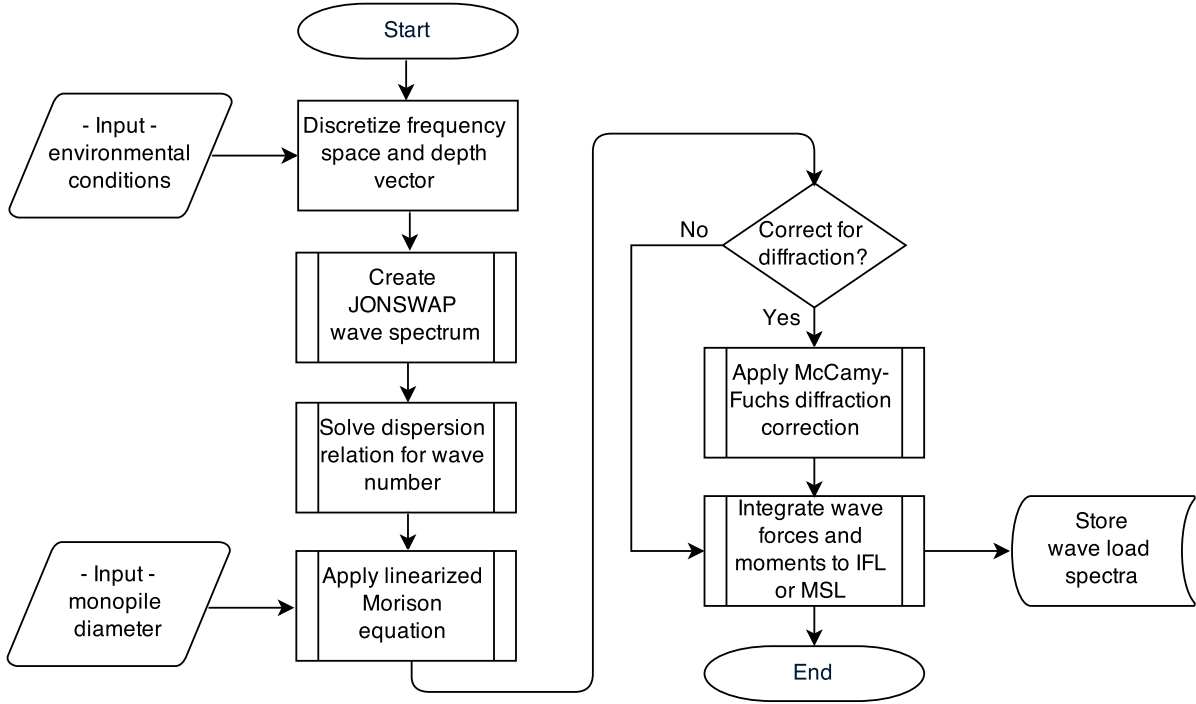 Start
- Input -
environmental
conditions
Discretize frequency
space and depth
vector
Create
JONSWAP
wave spectrum
Solve dispersion
relation for wave
number
- Input -
monopile
diameter
Apply linearized
Morison
equation
Correct for
diffraction?
No
Yes
Apply McCamy-
Fuchs diffraction
correction
Integrate wave
forces and
moments to IFL
or MSL
Store
wave load
spectra
End